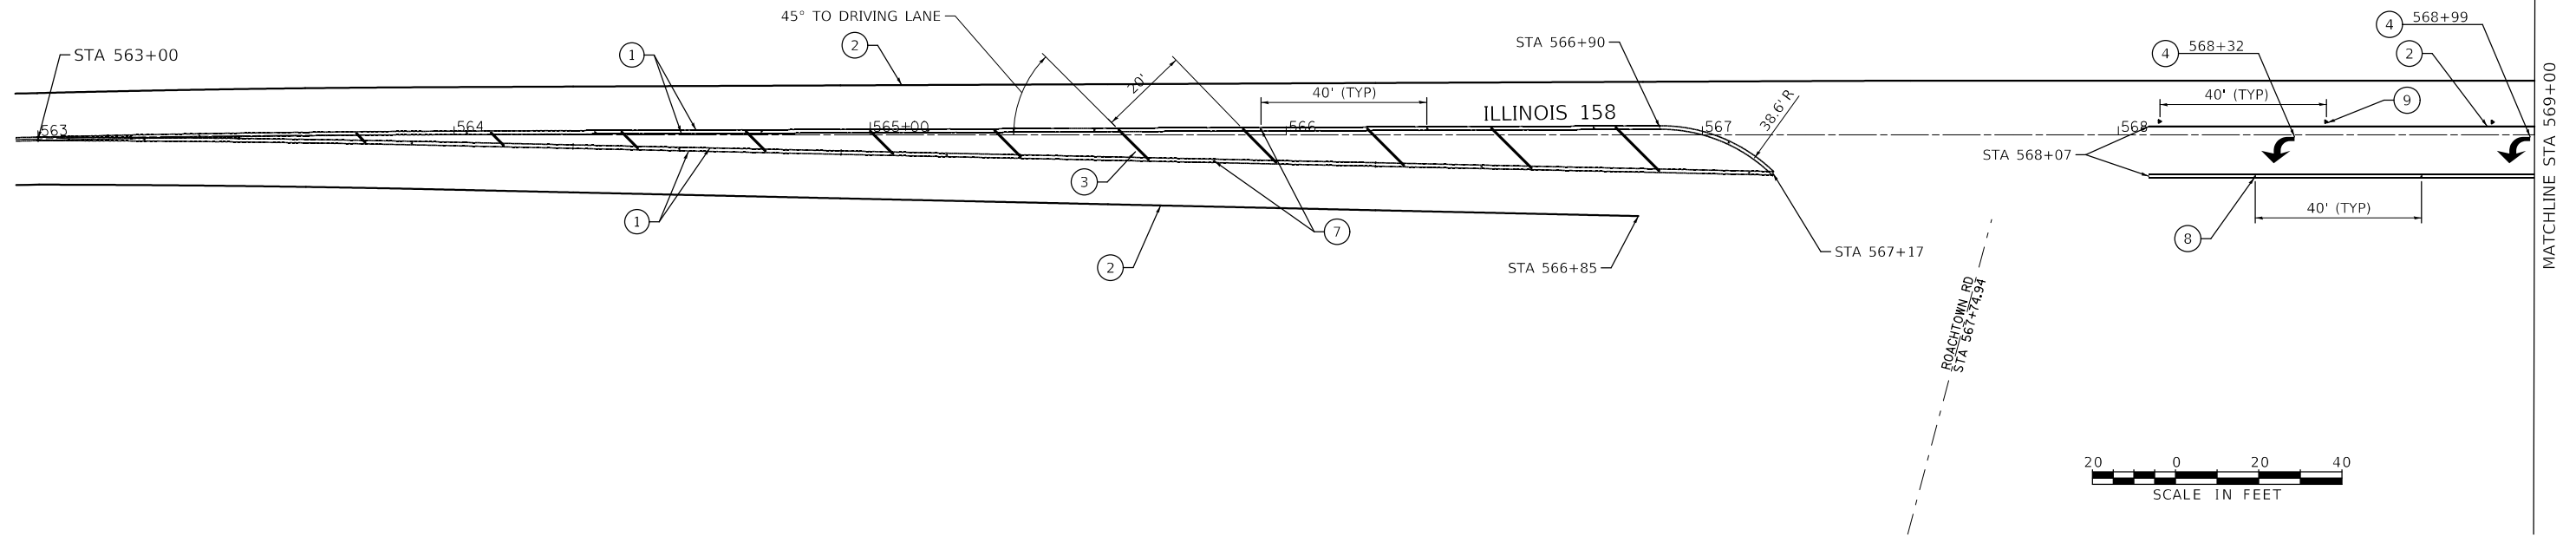 45° TO DRIVING LANE
4 568+99
1
2
STA 563+00
STA 566+90
4 568+32
2
20'
40' (TYP)
40' (TYP)
9
38.6'R
ILLINOIS 158
563
564
565+00
566
567
568
STA 568+07
MATCHLINE STA 569+00
3
1
7
40' (TYP)
8
2
STA 566+85
STA 567+17
ROACHTOWN RD
STA 567+74.94
20 0 20 40
SCALE IN FEET